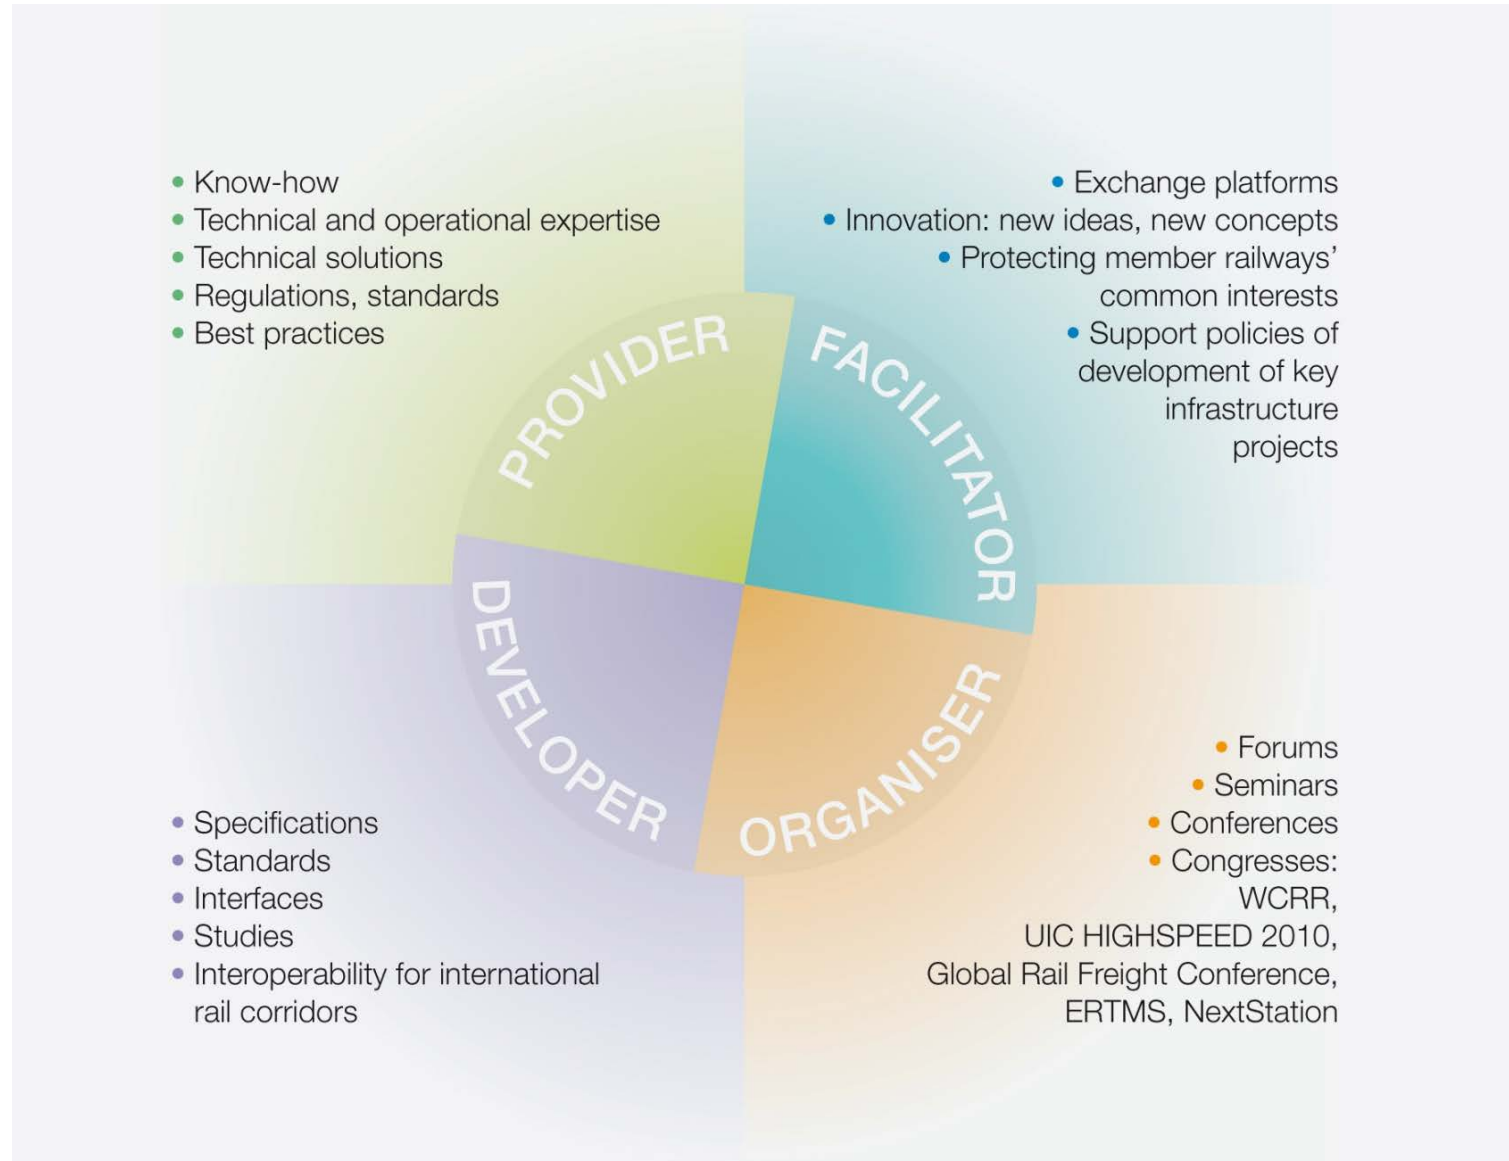 • Know-how
• Technical and operational expertise
• Technical solutions
• Regulations, standards
• Best practices
PROVIDER
• Exchange platforms
• Innovation: new ideas, new concepts
• Protecting member railways’
common interests
• Support policies of
development of key
infrastructure
projects
FACILITATOR
DEVELOPER
• Specifications
• Standards
• Interfaces
• Studies
• Interoperability for international
rail corridors
ORGANISER
• Forums
• Seminars
• Conferences
• Congresses:
WCRR,
UIC HIGHSPEED 2010,
Global Rail Freight Conference,
ERTMS, NextStation